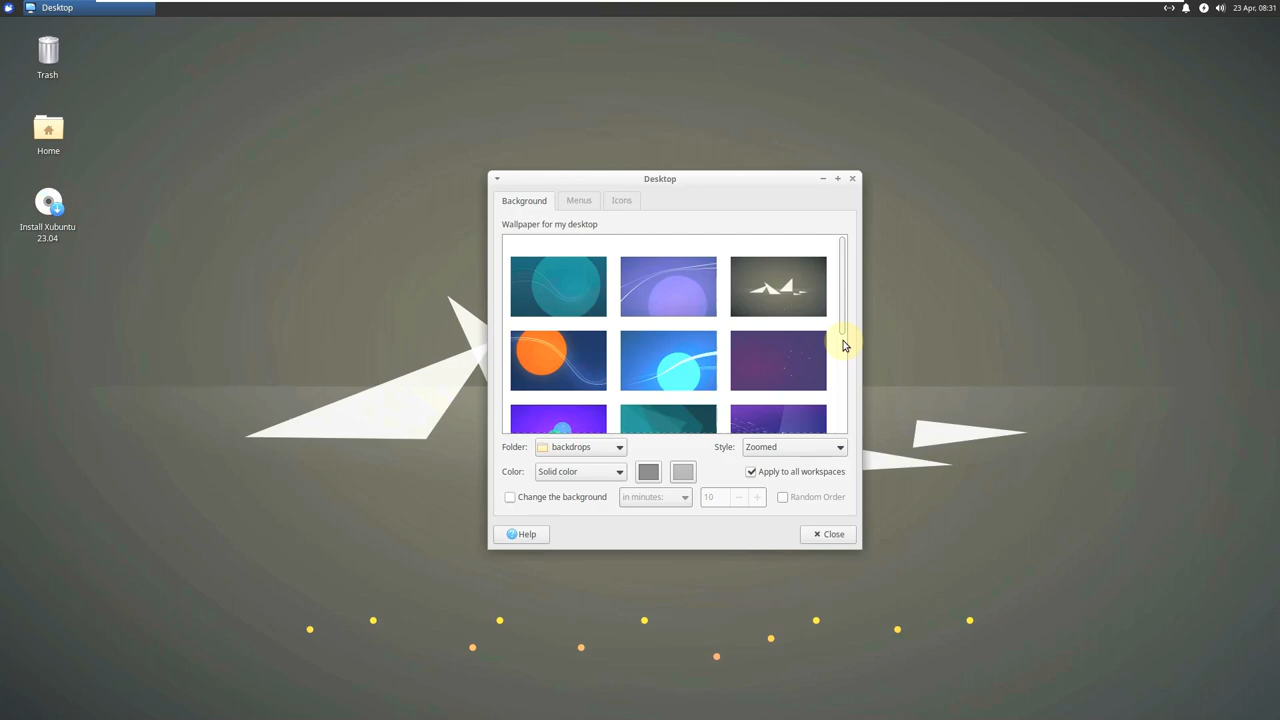 Desktop
23 Apr, 08:31
Trash
Home
Install Xubuntu
23.04
Desktop
Background Menus Icons
Wallpaper for my desktop
Folder: backdrops Style: Zoomed
Color: Solid color Apply to all workspaces
Change the background in minutes: 10 Random Order
Help Close